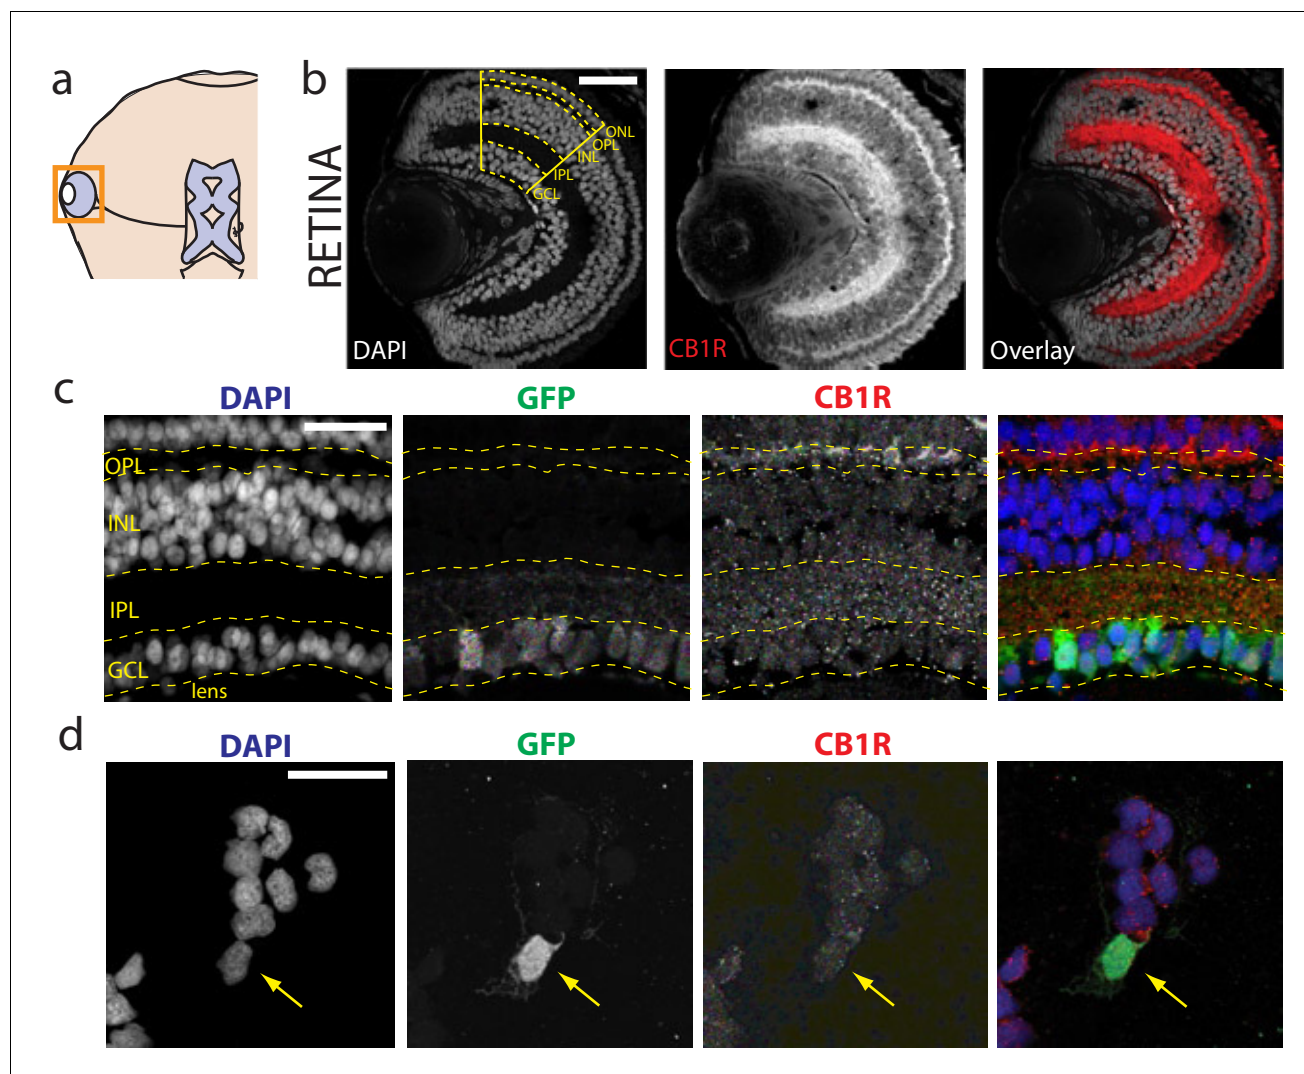 a
b
RETINA
ONL
OPL
INL
IPL
GCL
DAPI
CB1R
Overlay
c
DAPI
GFP
CB1R
OPL
INL
IPL
GCL
lens
d
DAPI
GFP
CB1R